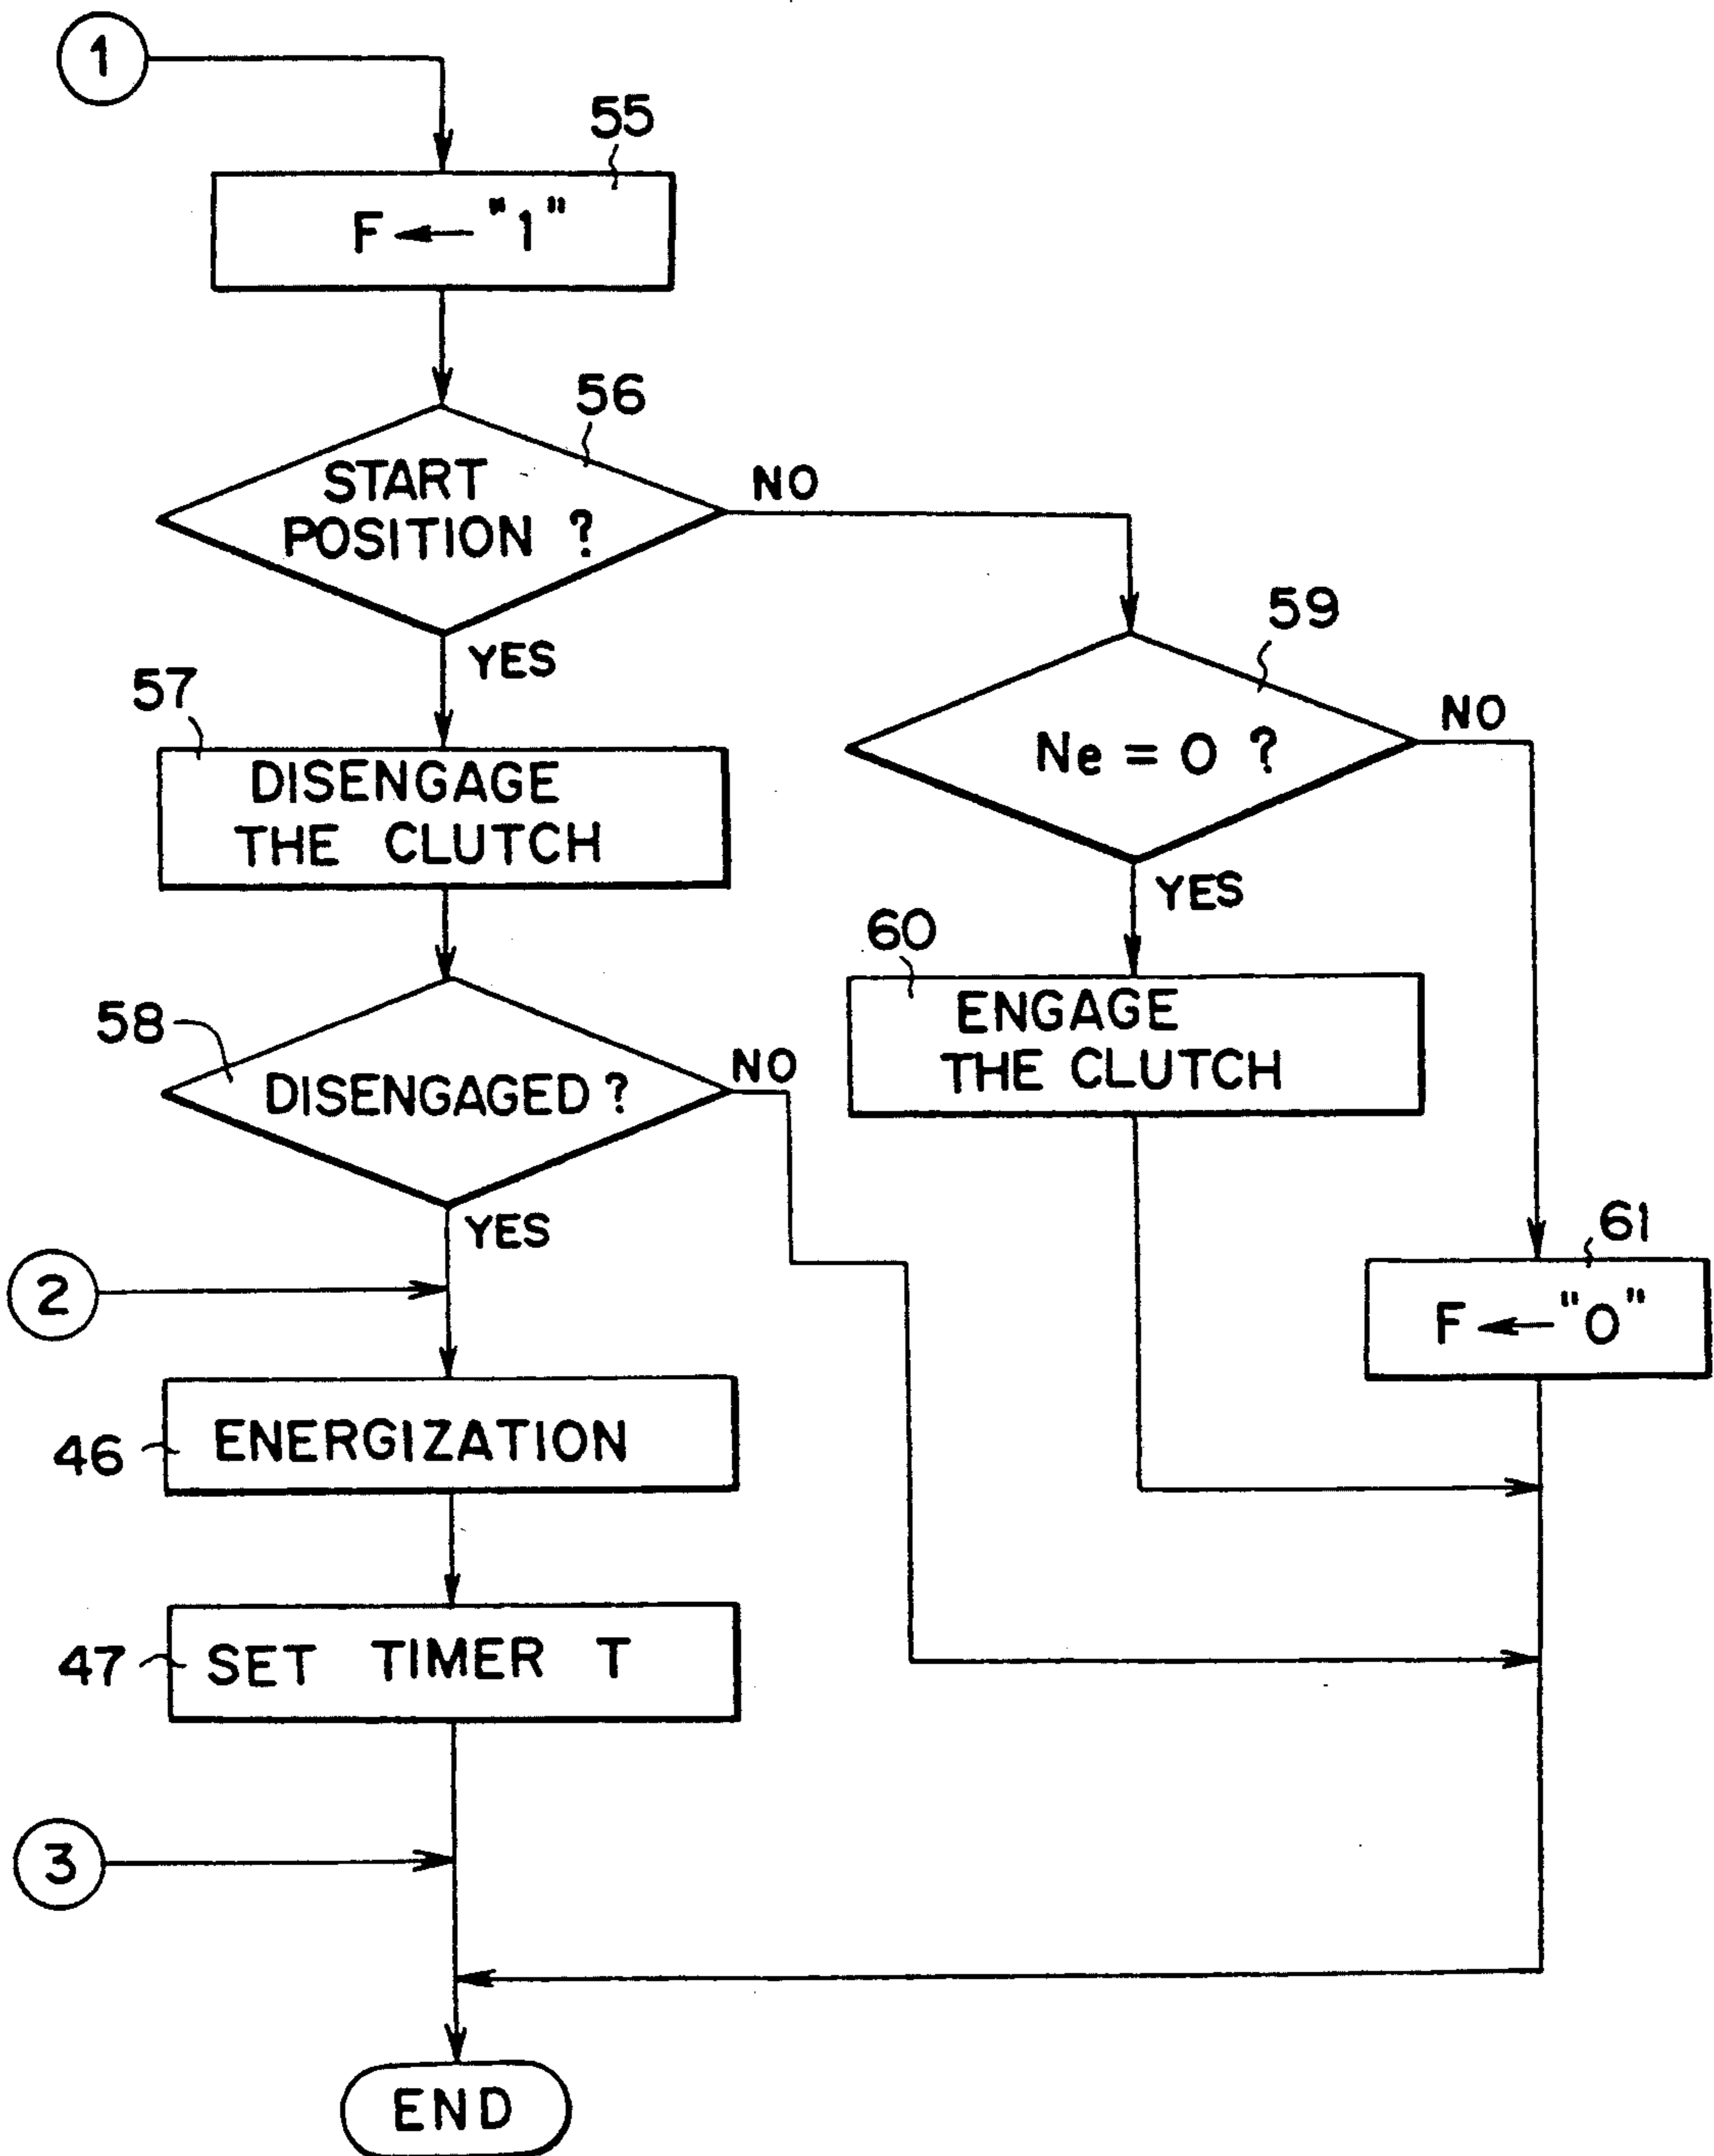 1
55
F ← "1"
56
START
POSITION ?
NO
YES
57
DISENGAGE
THE CLUTCH
59
Ne = 0 ?
NO
YES
60
ENGAGE
THE CLUTCH
58
DISENGAGED ?
NO
YES
61
F ← "0"
2
46
ENERGIZATION
47
SET TIMER T
3
END